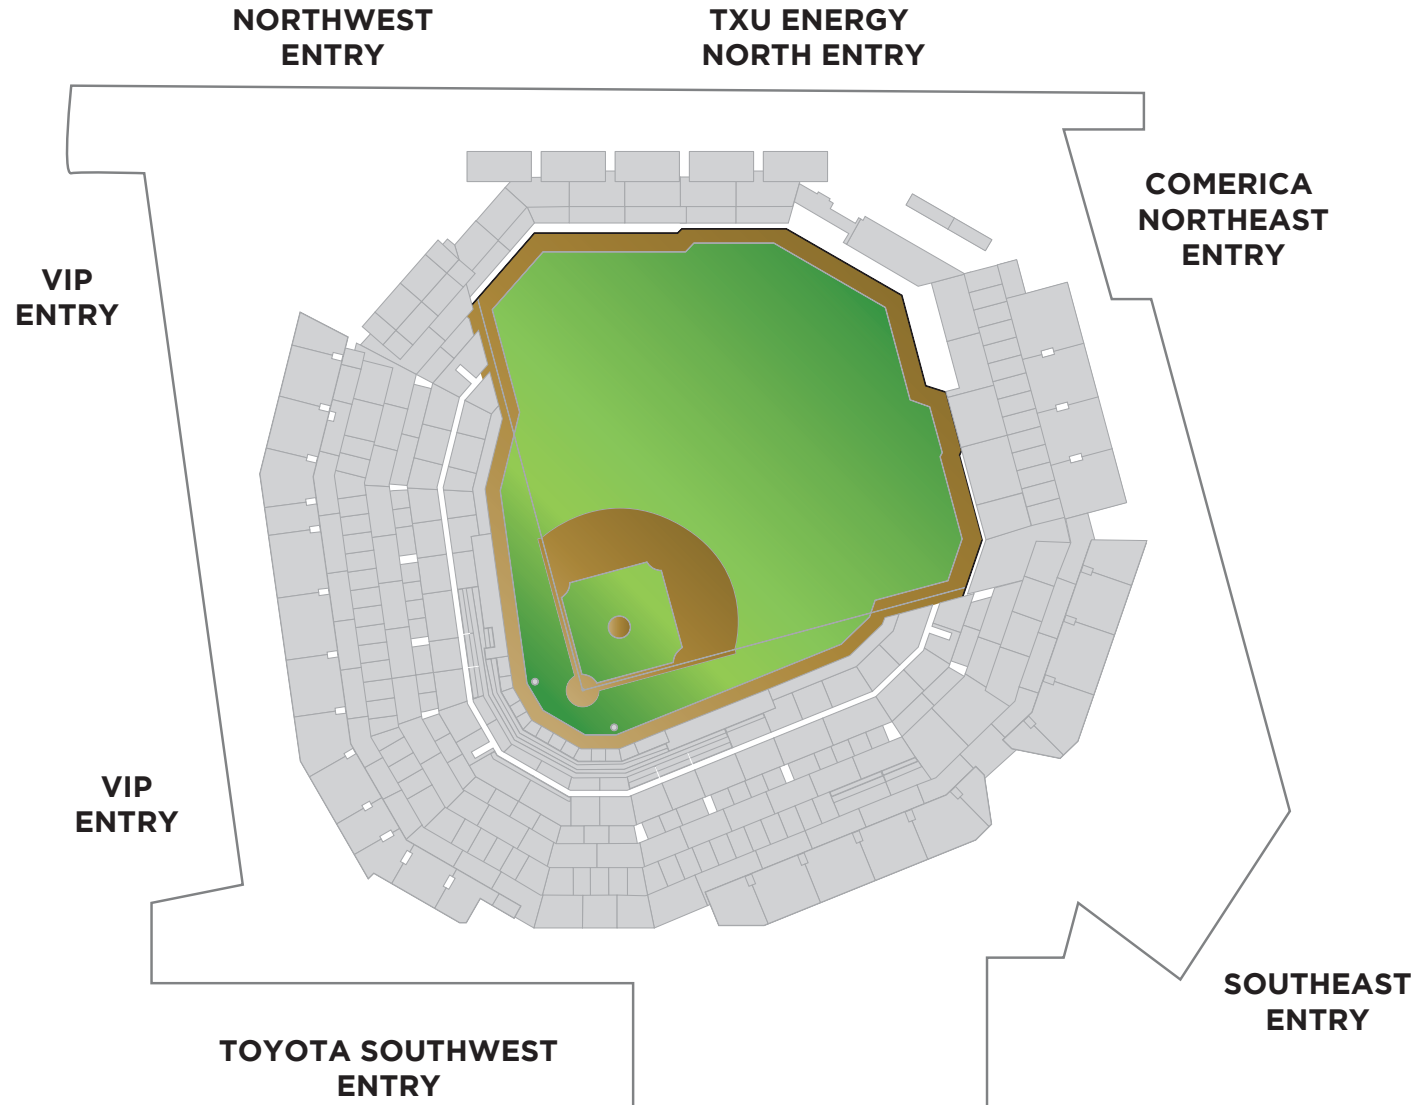 NORTHWEST
ENTRY
TXU ENERGY
NORTH ENTRY
COMERICA
NORTHEAST
ENTRY
VIP
ENTRY
VIP
ENTRY
SOUTHEAST
ENTRY
TOYOTA SOUTHWEST
ENTRY